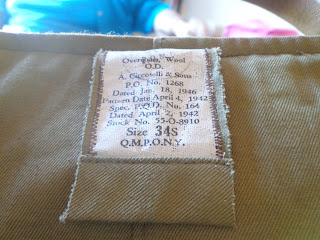 Overcoats, Wool
O.D.
A. Ciccotelli & Sons
P.O. No. 1268
Dated Jan. 18, 1946
Pattern Date April 4, 1942
Spec. P.Q.D. No. 164
Dated April 2, 1942
Stock No. 55-O-8910
Size 34S
Q.M.P.O.N.Y.